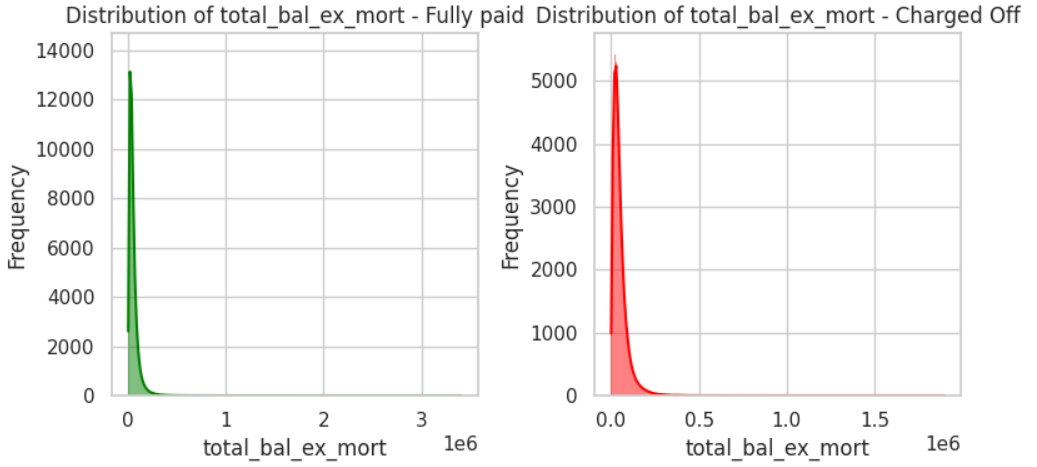 Distribution of total_bal_ex_mort - Fully paid
14000
12000
10000
8000
6000
4000
2000
0
Frequency
0 1 2 3
1e6
total_bal_ex_mort
Distribution of total_bal_ex_mort - Charged Off
5000
4000
3000
2000
1000
0
Frequency
0.0 0.5 1.0 1.5
1e6
total_bal_ex_mort